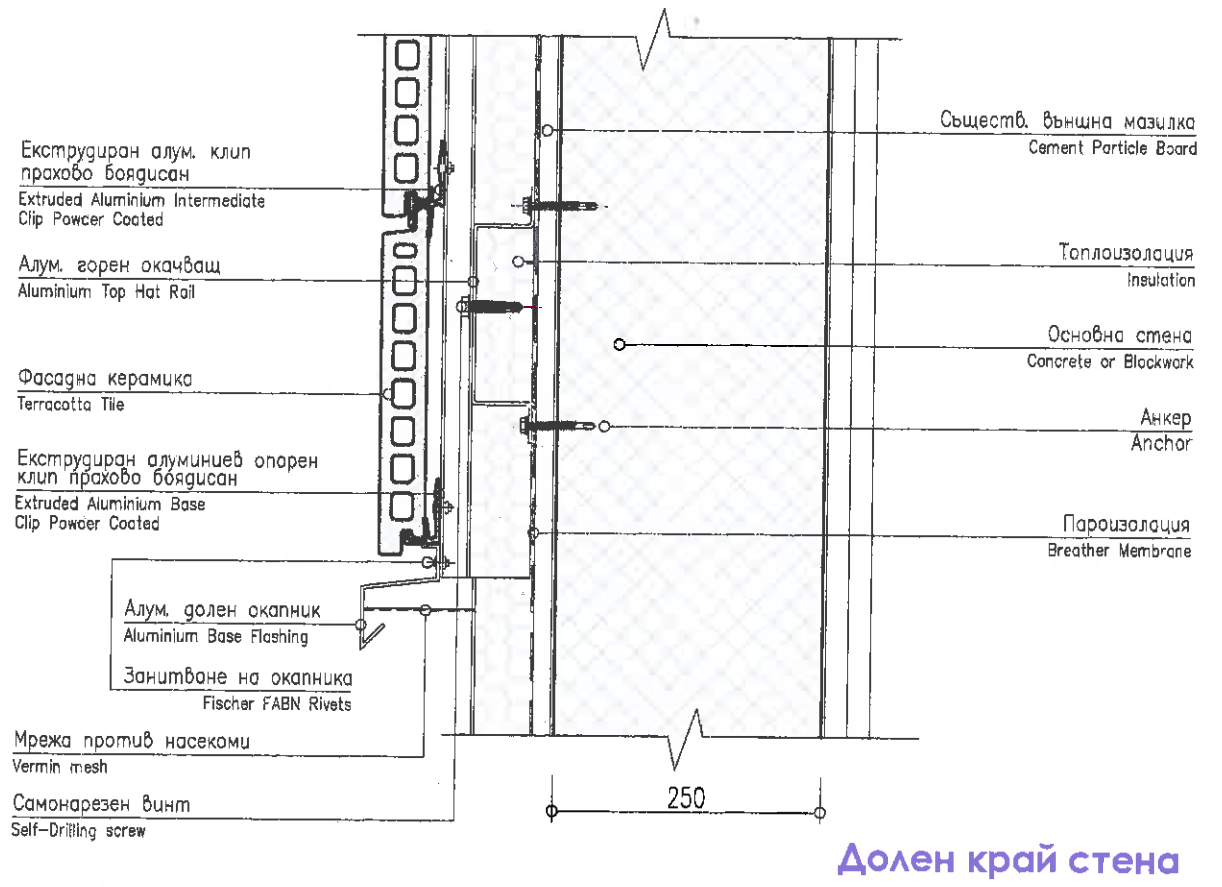 Екструдиран алум. клип
прахово боядисан
Extruded Aluminium Intermediate
Clip Powder Coated
Алум. горен окачващ
Aluminium Top Hat Rail
Фасадна керамика
Terracotta Tile
Екструдиран алуминиев опорен
клип прахово боядисан
Extruded Aluminium Base
Clip Powder Coated
Алум. долен окапник
Aluminium Base Flashing
Занитване на окапника
Fischer FABN Rivets
Мрежа против насекоми
Vermin mesh
Самонарезен винт
Self-Drilling screw
Съществ. външна мазилка
Cement Particle Board
Топлоизолация
Insulation
Основна стена
Concrete or Blockwork
Анкер
Anchor
Пароизолация
Breather Membrane
250
Долен край стена